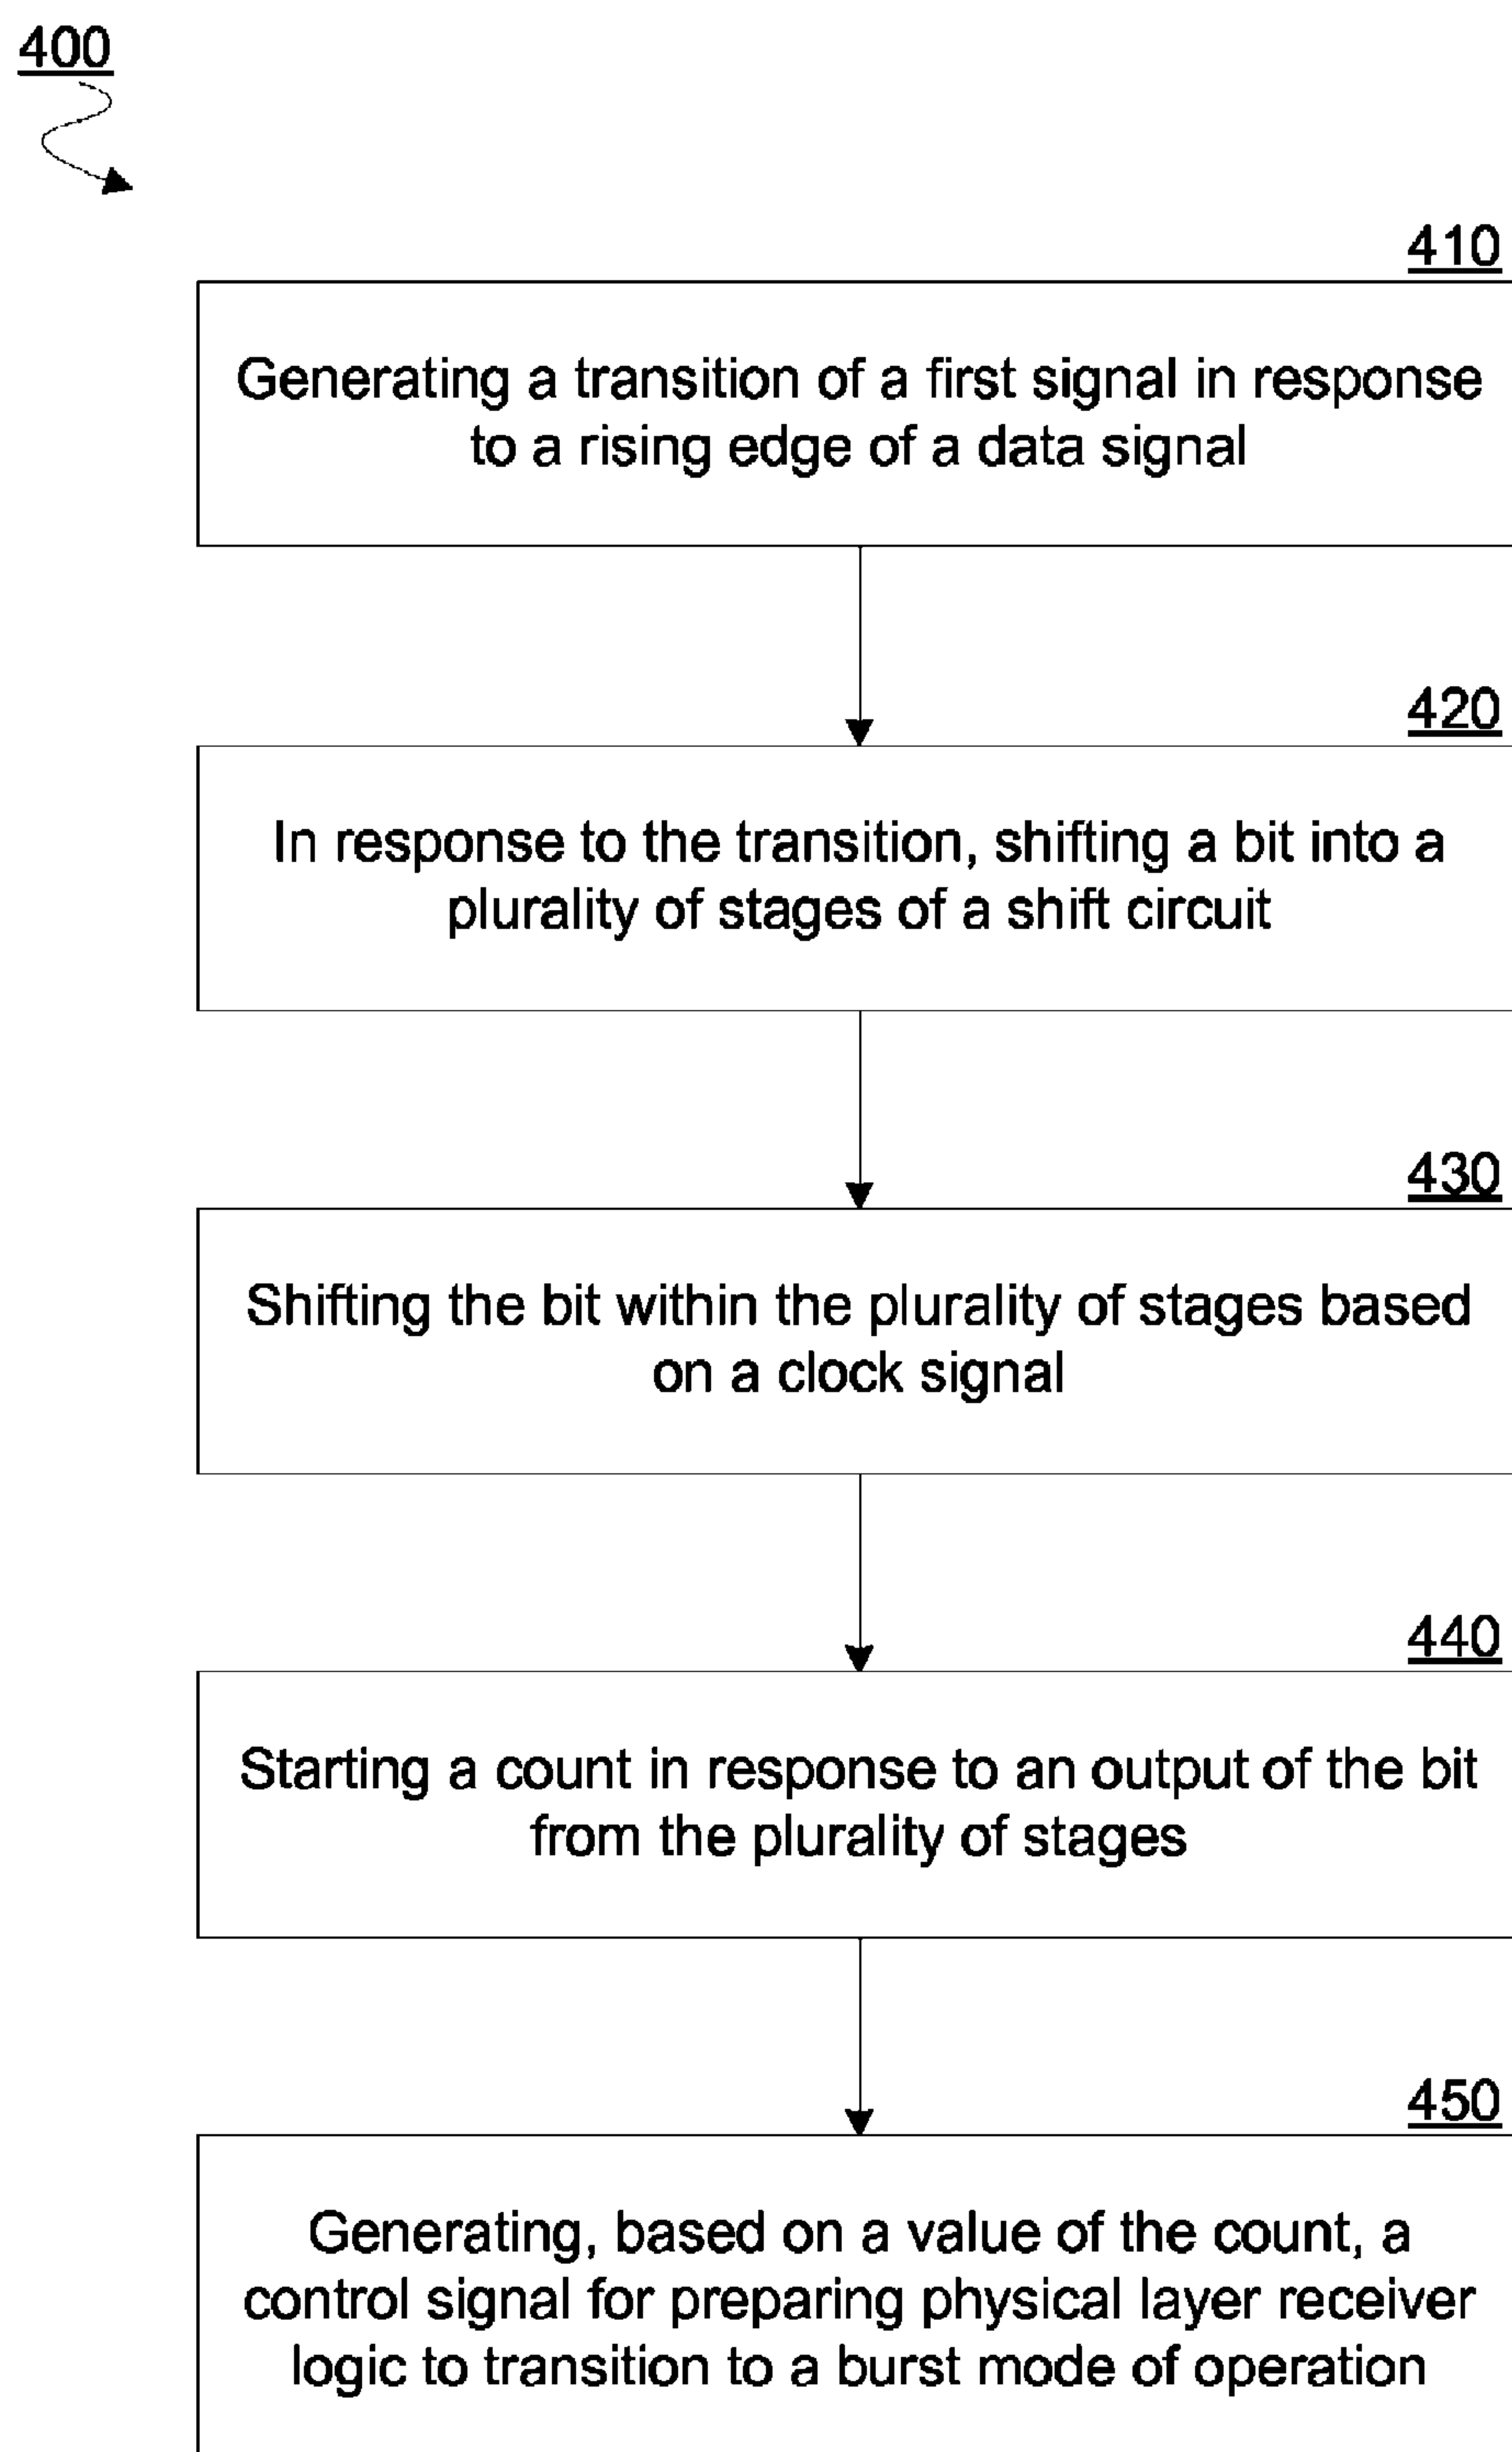 400
410
Generating a transition of a first signal in response
to a rising edge of a data signal
420
In response to the transition, shifting a bit into a
plurality of stages of a shift circuit
430
Shifting the bit within the plurality of stages based
on a clock signal
440
Starting a count in response to an output of the bit
from the plurality of stages
450
Generating, based on a value of the count, a
control signal for preparing physical layer receiver
logic to transition to a burst mode of operation